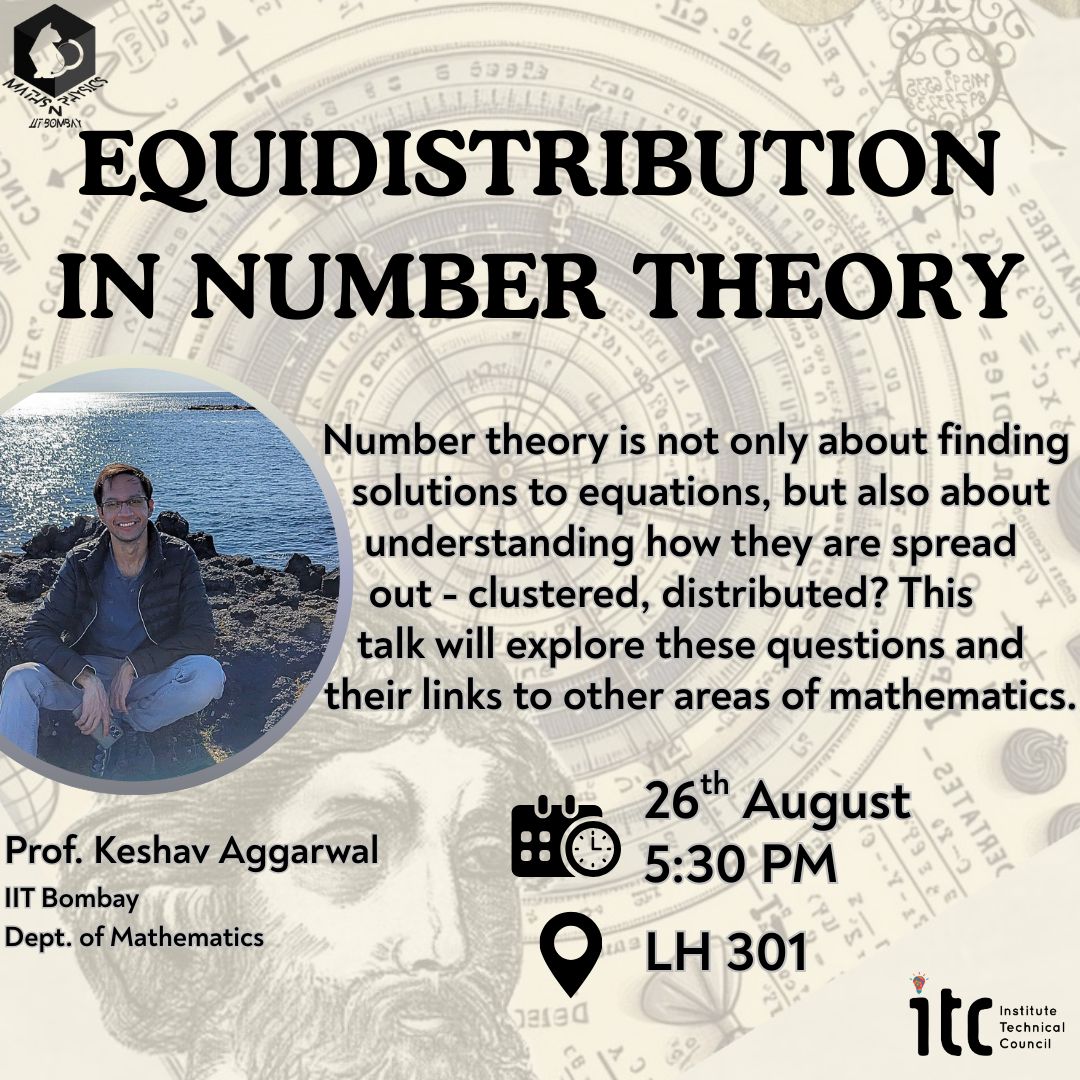 MATHS N PHYSICS
IIT BOMBAY
EQUIDISTRIBUTION
IN NUMBER THEORY
Number theory is not only about finding
solutions to equations, but also about
understanding how they are spread
out - clustered, distributed? This
talk will explore these questions and
their links to other areas of mathematics.
Prof. Keshav Aggarwal
IIT Bombay
Dept. of Mathematics
26th August
5:30 PM
LH 301
itc
Institute
Technical
Council